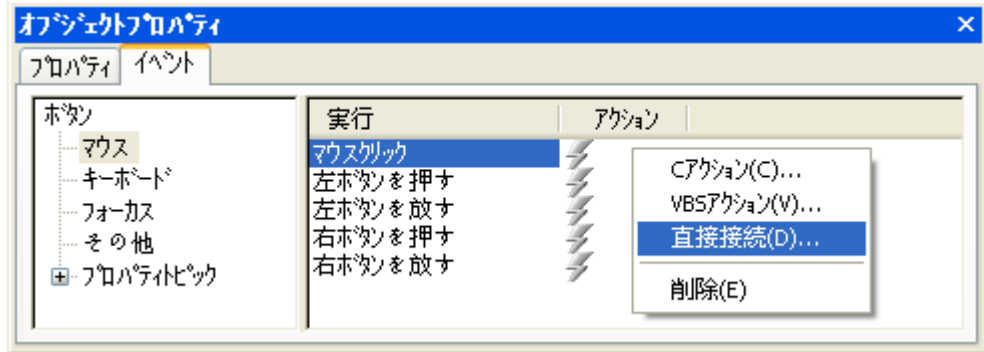 オブジェクトプロパティ
プロパティ イベント
ボタン
マウス
キーボード
フォーカス
その他
プロパティトピック
実行 アクション
マウスクリック
左ボタンを押す
左ボタンを放す
右ボタンを押す
右ボタンを放す
Cアクション(C)...
VBSアクション(V)...
直接接続(D)...
削除(E)